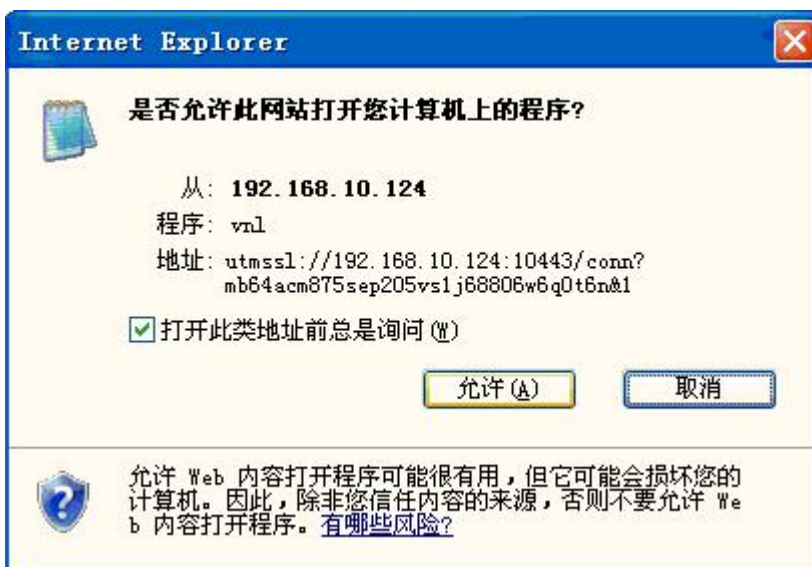 Internet Explorer
是否允许此网站打开您计算机上的程序?
从: 192.168.10.124
程序: vnl
地址: utmssl://192.168.10.124:10443/conn?
mb64acm875sep205vs1j68806w6q0t6n&1
打开此类地址前总是询问(W)
允许(A)
取消
允许 Web 内容打开程序可能很有用，但它可能会损坏您的
计算机。因此，除非您信任内容的来源，否则不要允许 We
b 内容打开程序。有哪些风险?